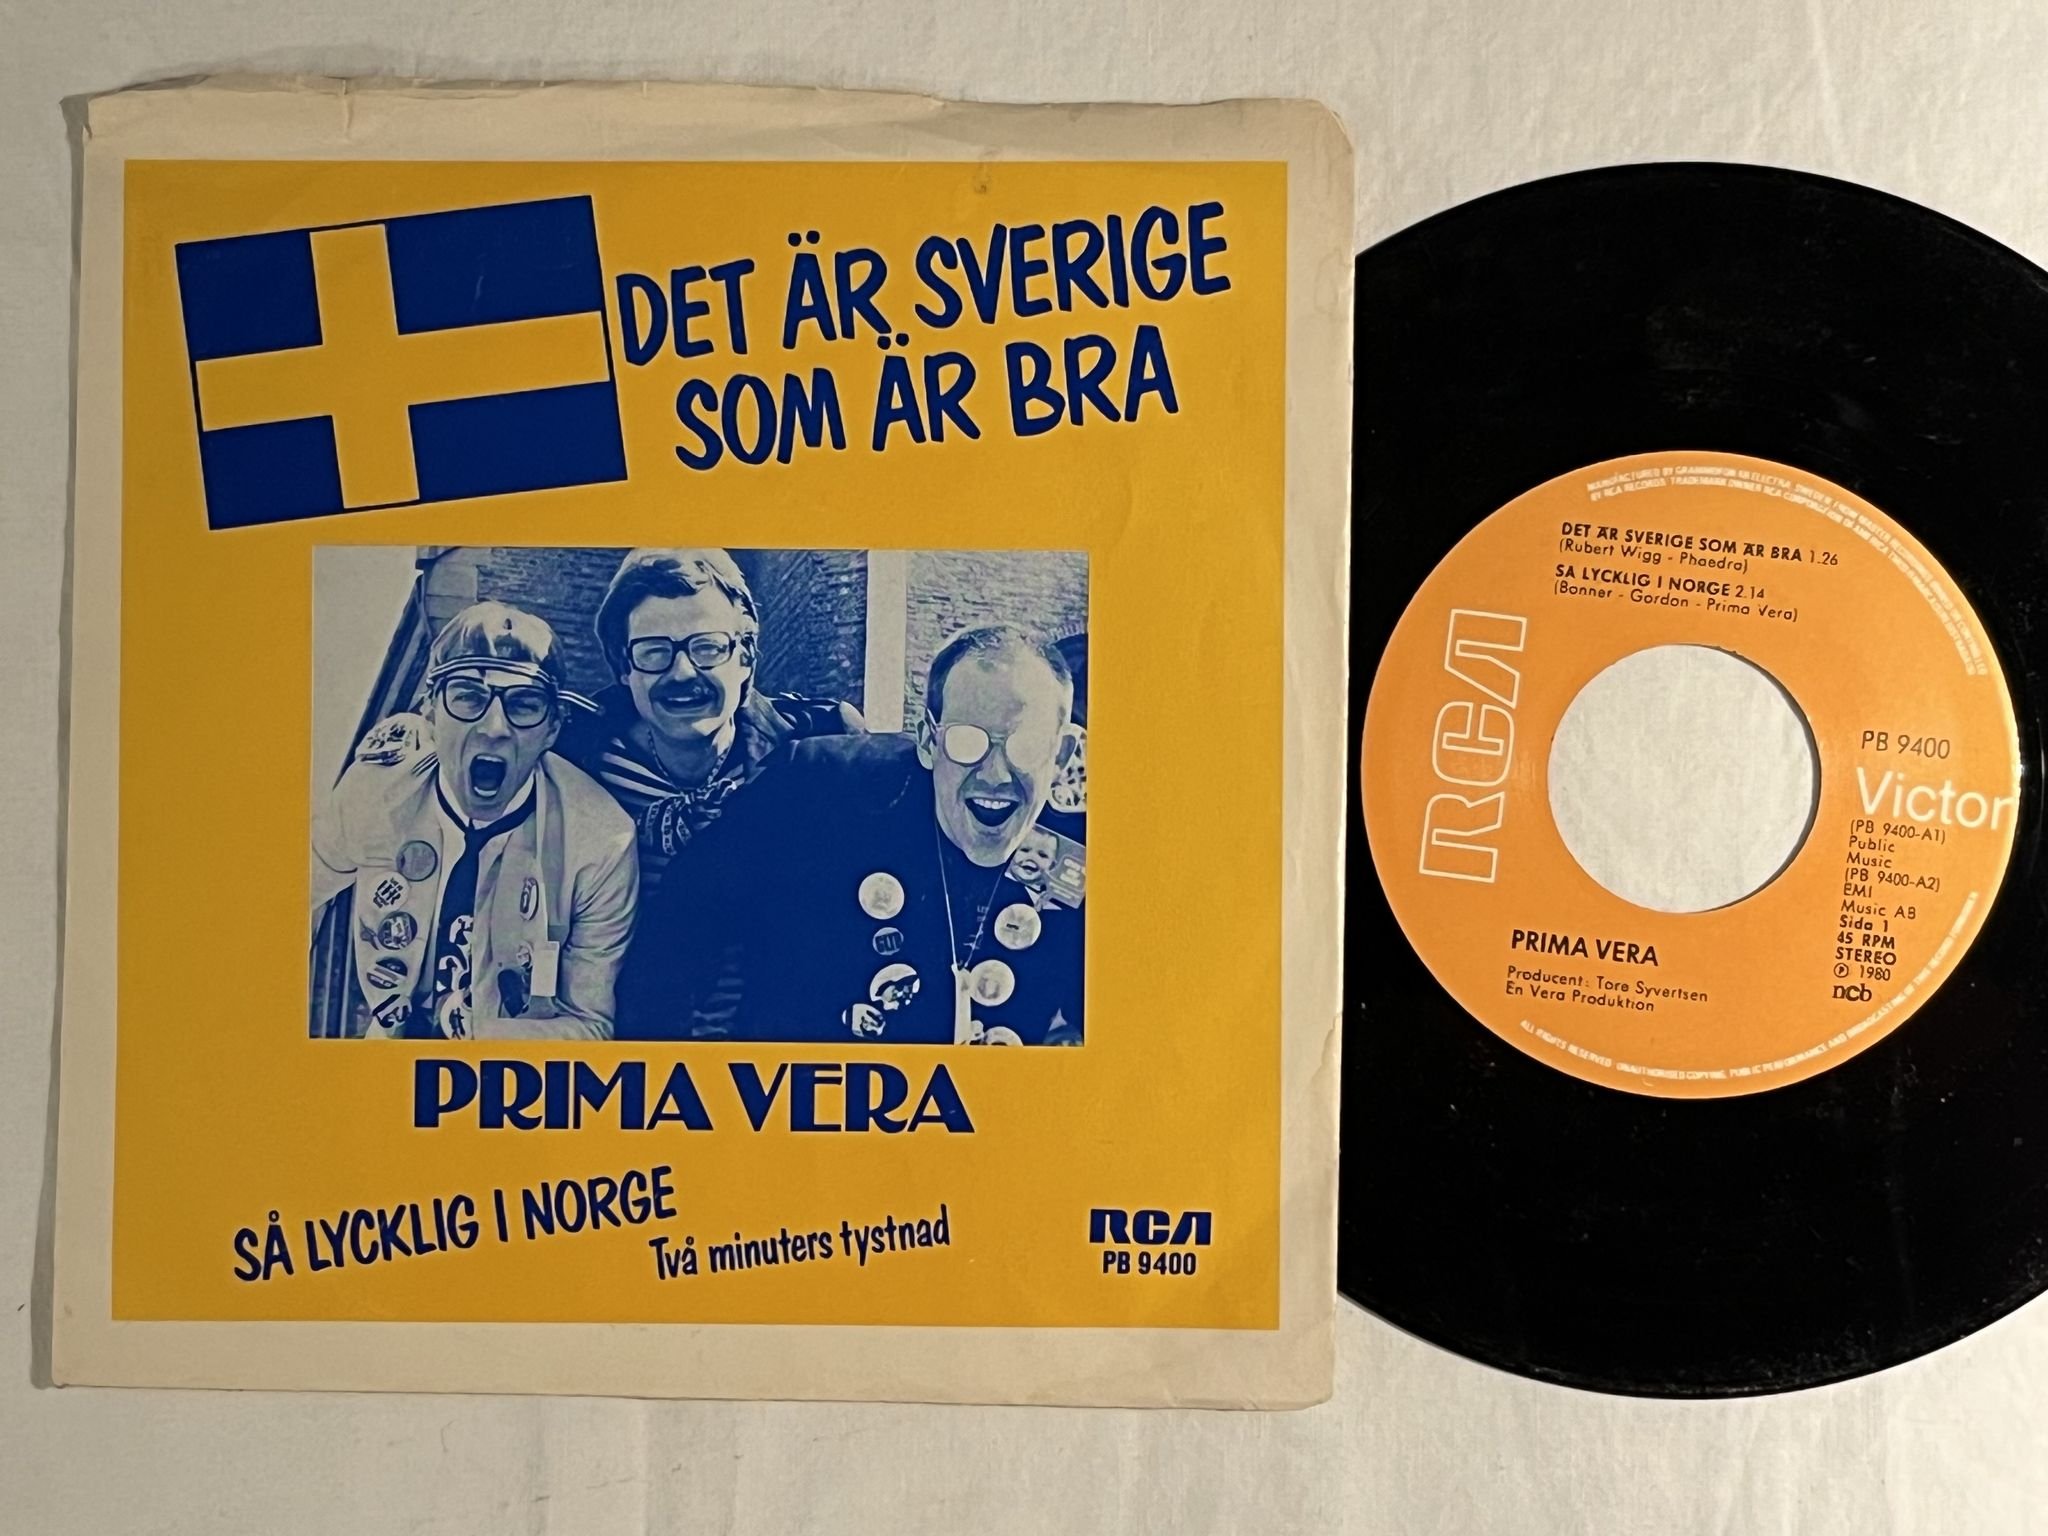 DET ÄR SVERIGE
SOM ÄR BRA
PRIMA VERA
SÅ LYCKLIG I NORGE
Två minuters tystnad
RCA
PB 9400
DET ÄR SVERIGE SOM ÄR BRA 1.26
(Rubert Wigg - Phaedra)
SA LYCKLIG I NORGE 2.14
(Bonner - Gordon - Prima Vera)
RCA
PB 9400
Victor
(PB 9400-A1)
Public
Music
(PB 9400-A2)
EMI
Music AB
Sida 1
45 RPM
STEREO
Ⓟ 1980
ncb
PRIMA VERA
Producent: Tore Syvertsen
En Vera Produktion